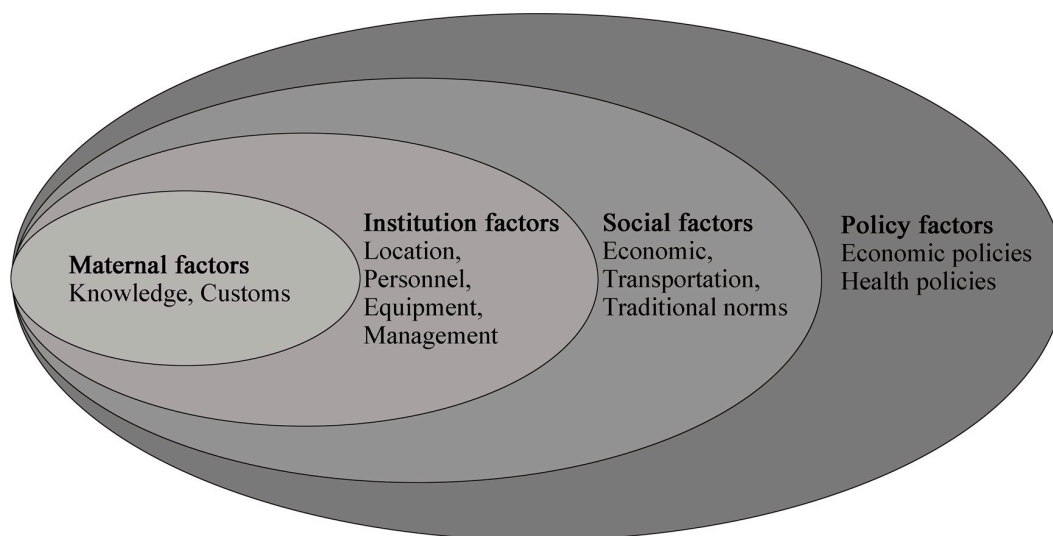 Maternal factors
Knowledge, Customs
Institution factors
Location,
Personnel,
Equipment,
Management
Social factors
Economic,
Transportation,
Traditional norms
Policy factors
Economic policies
Health policies